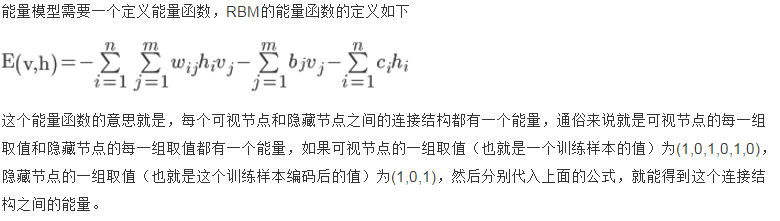 能量模型需要一个定义能量函数，RBM的能量函数的定义如下
E(v,h)=-\sum_{i=1}^{n}\sum_{j=1}^{m}w_{ij}h_iv_j-\sum_{j=1}^{m}b_jv_j-\sum_{i=1}^{n}c_ih_i
这个能量函数的意思就是，每个可视节点和隐藏节点之间的连接结构都有一个能量，通俗来说就是可视节点的每一组
取值和隐藏节点的每一组取值都有一个能量，如果可视节点的一组取值（也就是一个训练样本的值）为(1,0,1,0,1,0)，
隐藏节点的一组取值（也就是这个训练样本编码后的值）为(1,0,1)，然后分别代入上面的公式，就能得到这个连接结
构之间的能量。